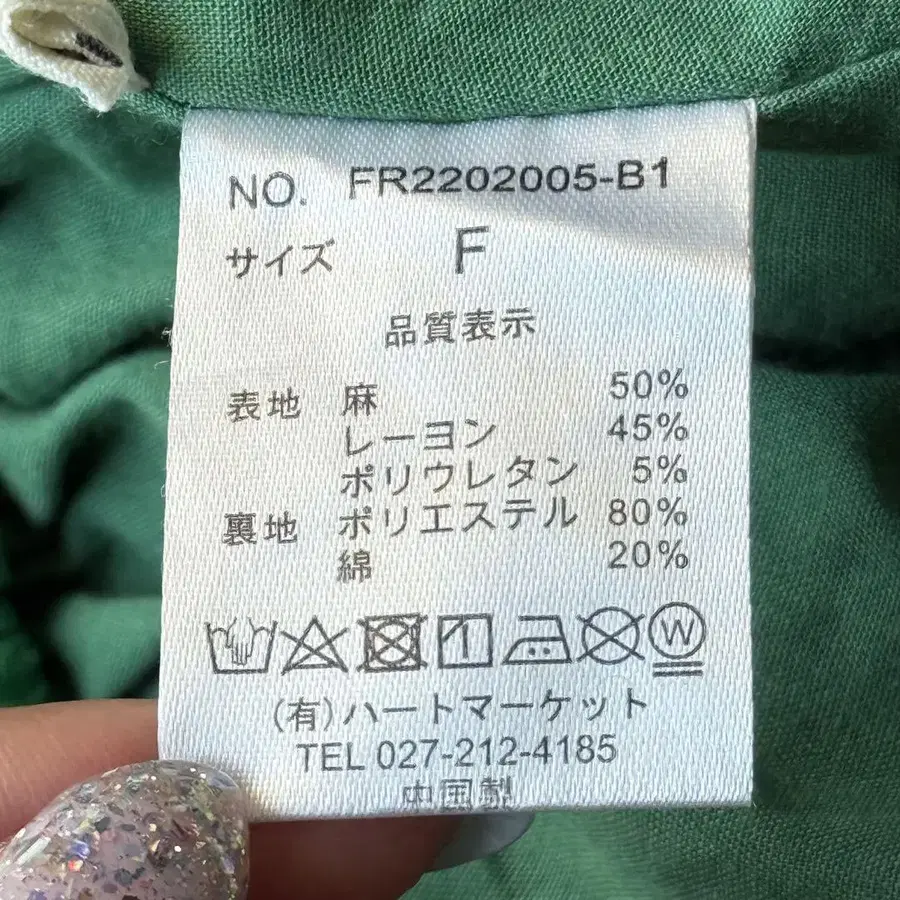 NO. FR2202005-B1
サイズ F
品質表示
表地 麻 50%
レーヨン 45%
ポリウレタン 5%
裏地 ポリエステル 80%
綿 20%
W
(有)ハートマーケット
TEL 027-212-4185
中国製